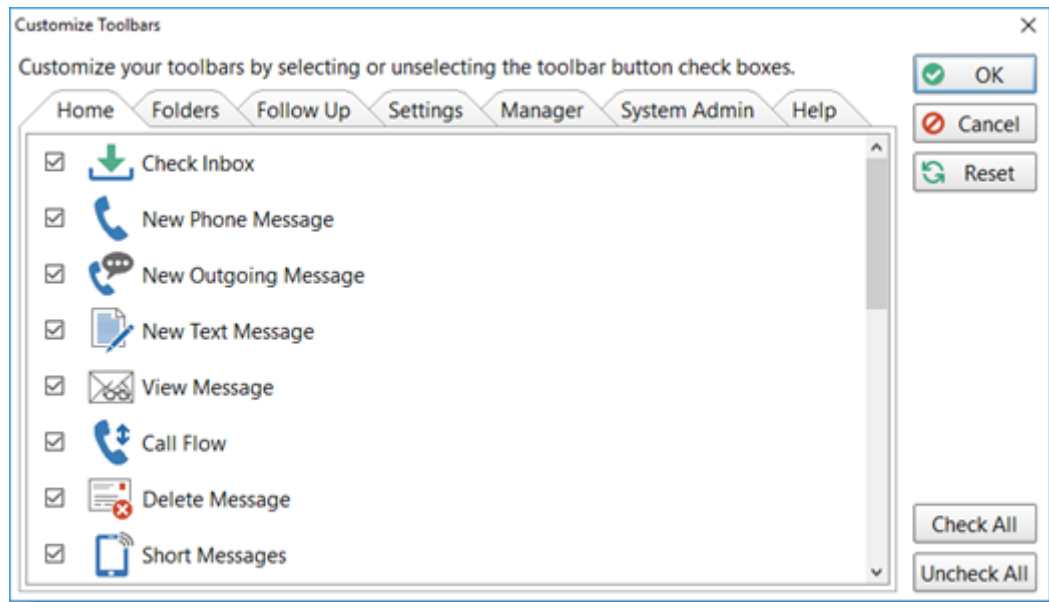 Customize Toolbars
Customize your toolbars by selecting or unselecting the toolbar button check boxes.
OK
Cancel
Reset
Home Folders Follow Up Settings Manager System Admin Help
Check Inbox
New Phone Message
New Outgoing Message
New Text Message
View Message
Call Flow
Delete Message
Short Messages
Check All
Uncheck All